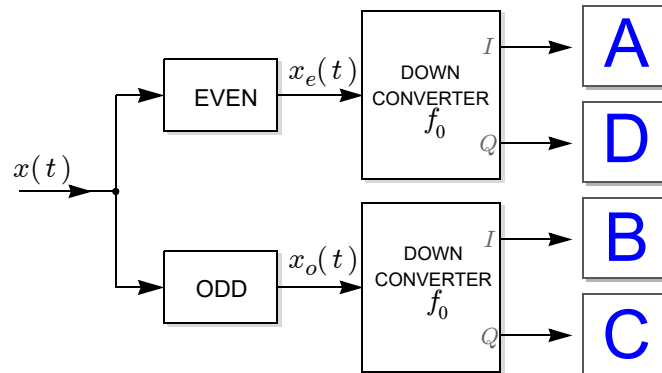 I
A
x_e(t)
DOWN
CONVERTER
EVEN
f_0
Q
D
x(t)
I
B
x_o(t)
DOWN
CONVERTER
ODD
f_0
Q
C